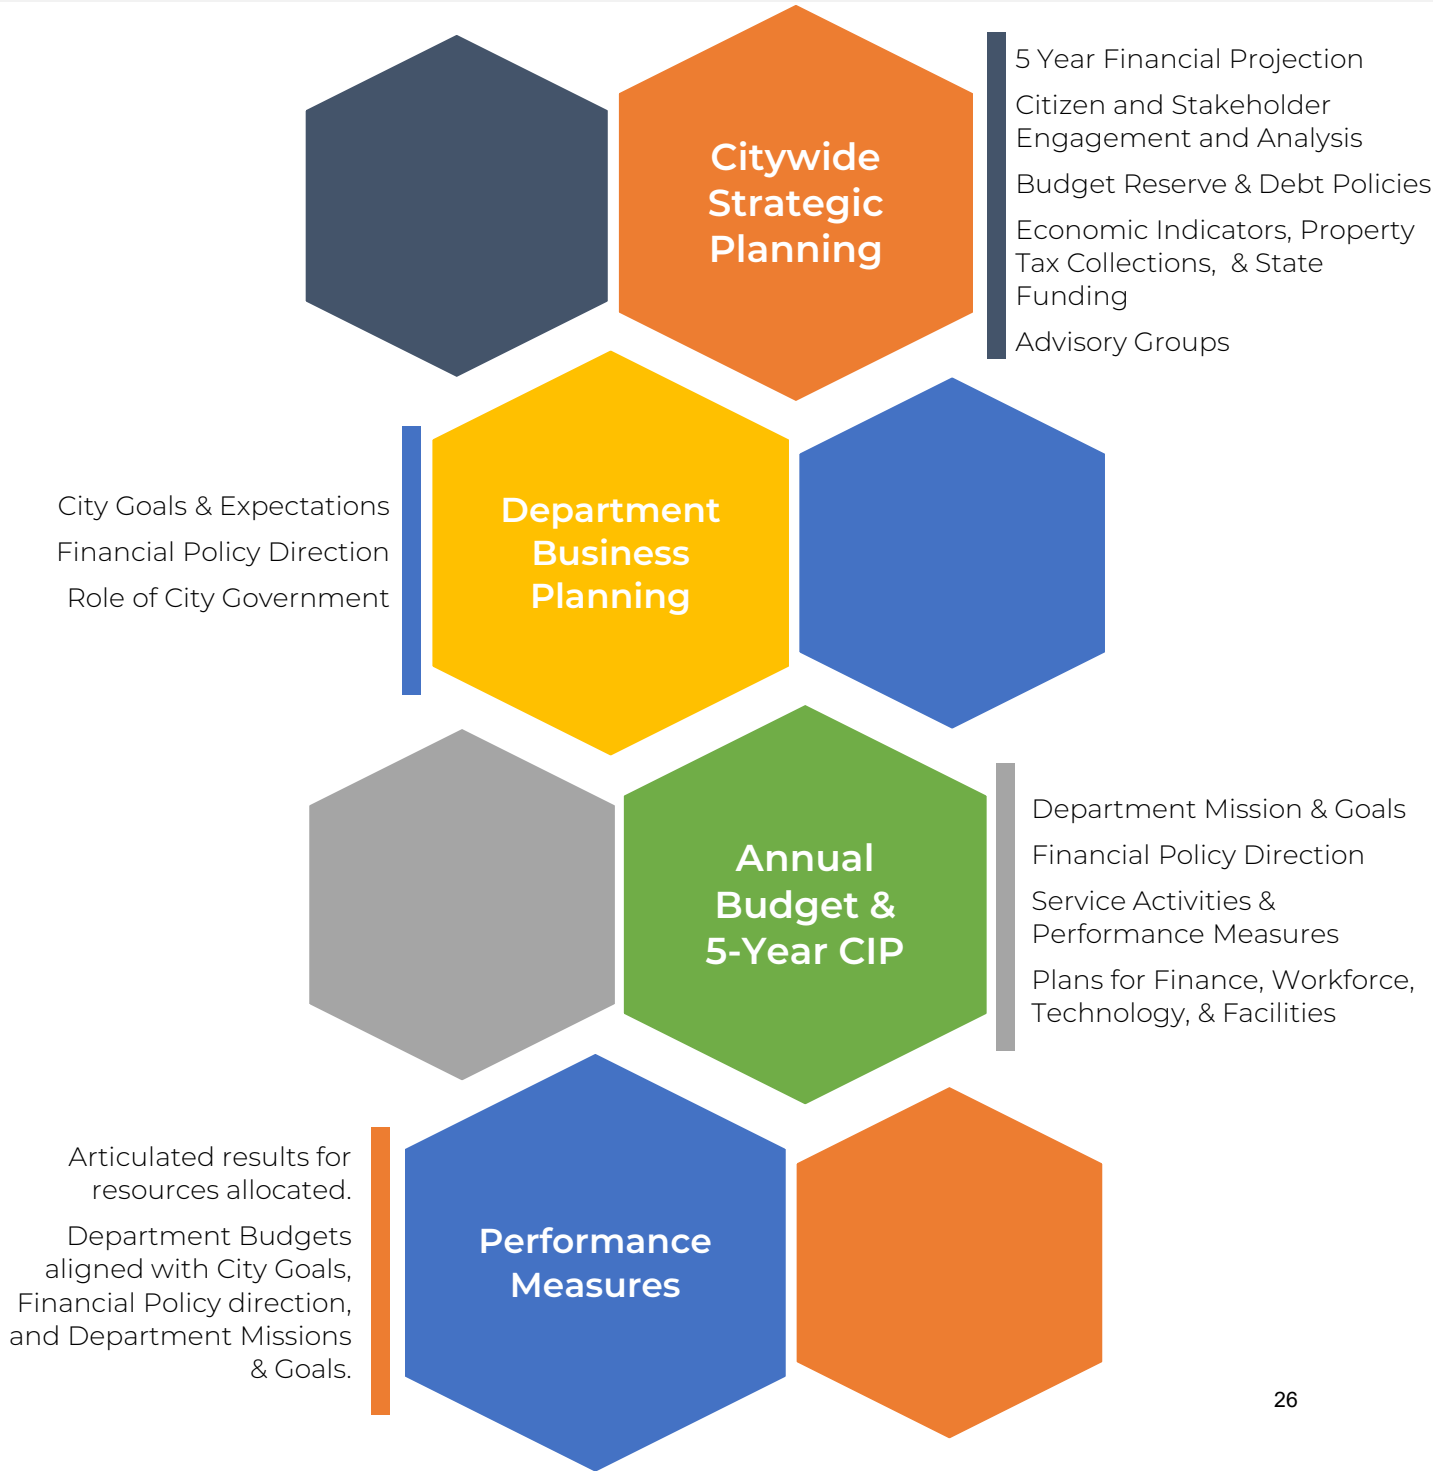 Citywide
Strategic
Planning
5 Year Financial Projection
Citizen and Stakeholder
Engagement and Analysis
Budget Reserve & Debt Policies
Economic Indicators, Property
Tax Collections, & State
Funding
Advisory Groups
City Goals & Expectations
Financial Policy Direction
Role of City Government
Department
Business
Planning
Annual
Budget &
5-Year CIP
Department Mission & Goals
Financial Policy Direction
Service Activities &
Performance Measures
Plans for Finance, Workforce,
Technology, & Facilities
Articulated results for
resources allocated.
Department Budgets
aligned with City Goals,
Financial Policy direction,
and Department Missions
& Goals.
Performance
Measures
26